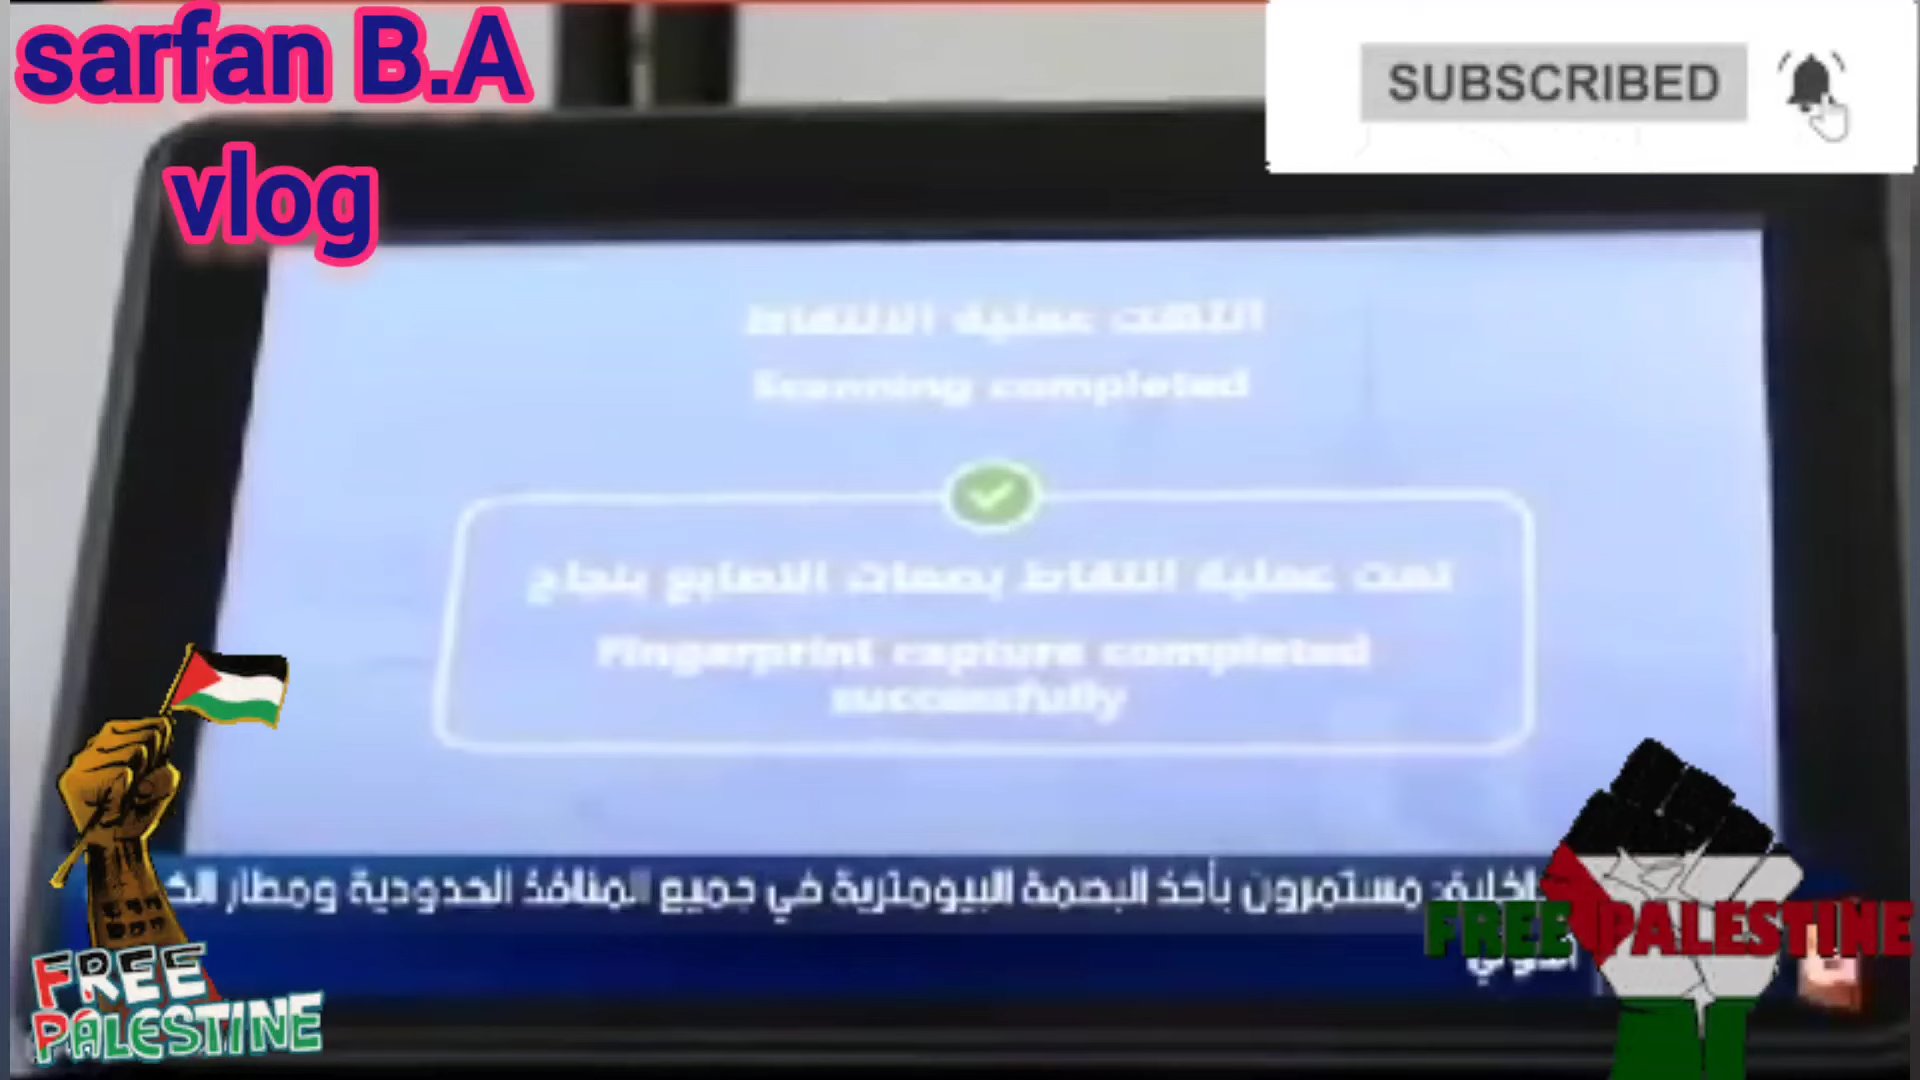 sarfan B.A
vlog
SUBSCRIBED
انتهت عملية الالتقاط
Scanning completed
تمت عملية التقاط بصمات الاصابع بنجاح
Fingerprint capture completed
successfully
مستمرون بأخذ البصمة البيومترية في جميع المنافذ الحدودية ومطار
FREE
PALESTINE
FREE PALESTINE